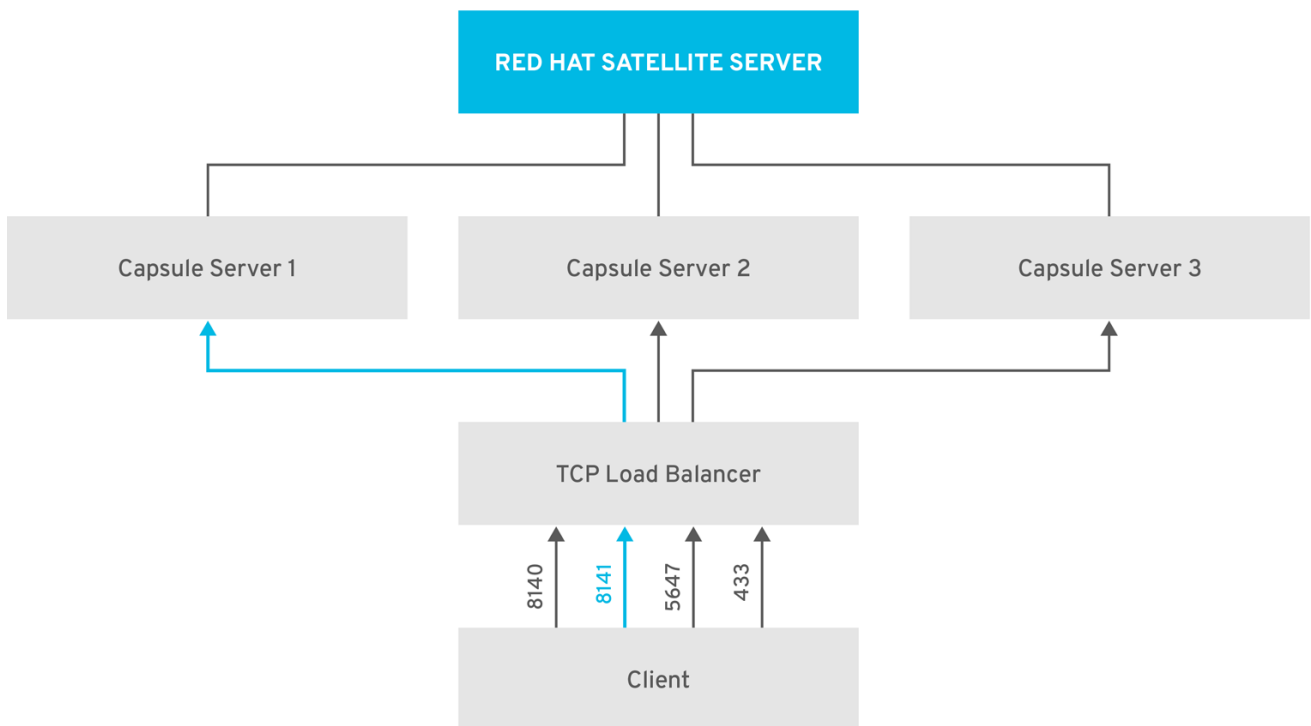 RED HAT SATELLITE SERVER
Capsule Server 1
Capsule Server 2
Capsule Server 3
TCP Load Balancer
8140
8141
5647
433
Client